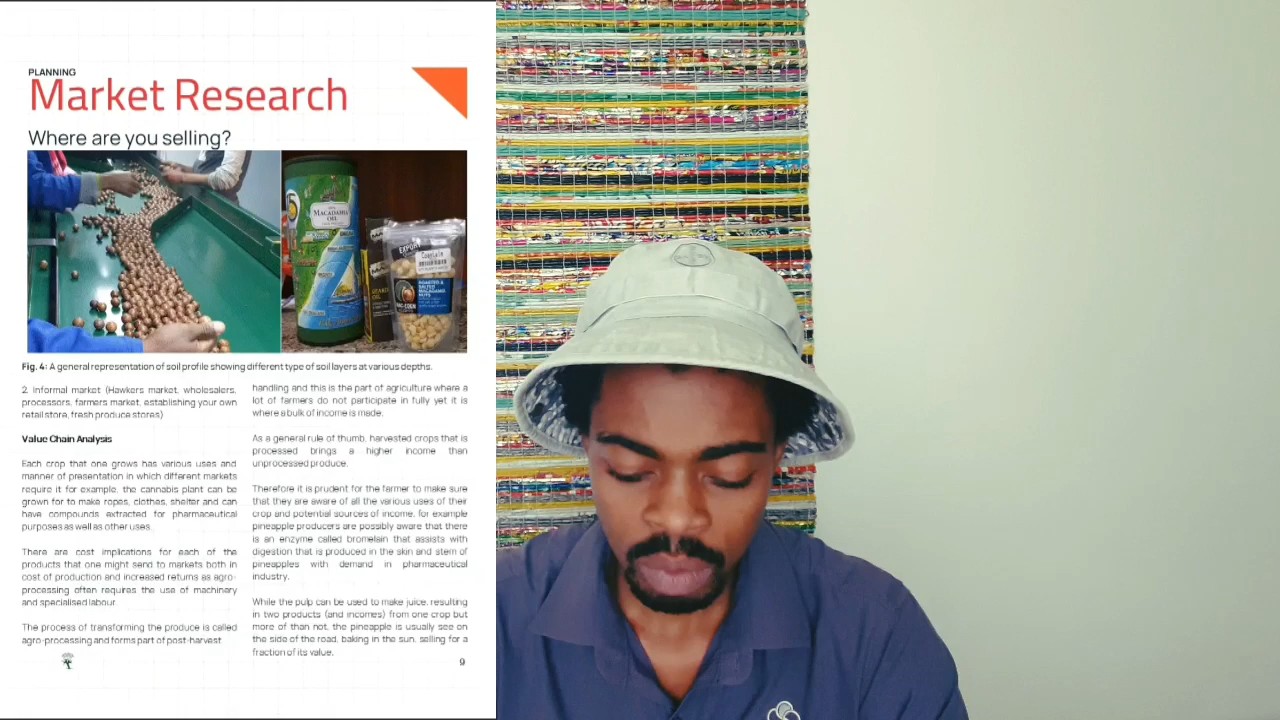 PLANNING
Market Research
Where are you selling?
MACADAMIA
OIL
EXPORT
ROASTED &
SALTED
MACADAMIA
NUTS
Fig. 4: A general representation of soil profile showing different type of soil layers at various depths.
2. Informal market (Hawkers market, wholesalers,
processors, farmers market, establishing your own
retail store, fresh produce stores)
Value Chain Analysis
Each crop that one grows has various uses and
manner of presentation in which different markets
require it for example, the cannabis plant can be
grown for to make ropes, clothes, shelter and can
have compounds extracted for pharmaceutical
purposes as well as other uses.
There are cost implications for each of the
products that one might send to markets both in
cost of production and increased returns as agro-
processing often requires the use of machinery
and specialised labour
The process of transforming the produce is called
agro-processing and forms part of post-harvest
handling and this is the part of agriculture where a
lot of farmers do not participate in fully yet it is
where a bulk of income is made.
As a general rule of thumb, harvested crops that is
processed brings a higher income than
unprocessed produce.
Therefore it is prudent for the farmer to make sure
that they are aware of all the various uses of their
crop and potential sources of income, for example
pineapple producers are possibly aware that there
is an enzyme called bromelain that assists with
digestion that is produced in the skin and stem of
pineapples with demand in pharmaceutical
industry.
While the pulp can be used to make juice, resulting
in two products (and incomes) from one crop but
more of than not, the pineapple is usually see on
the side of the road, baking in the sun, selling for a
fraction of its value.
9